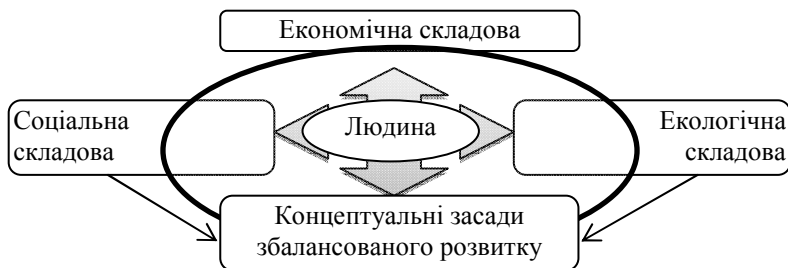 Економічна складова
Соціальна
складова
Людина
Екологічна
складова
Концептуальні засади
збалансованого розвитку